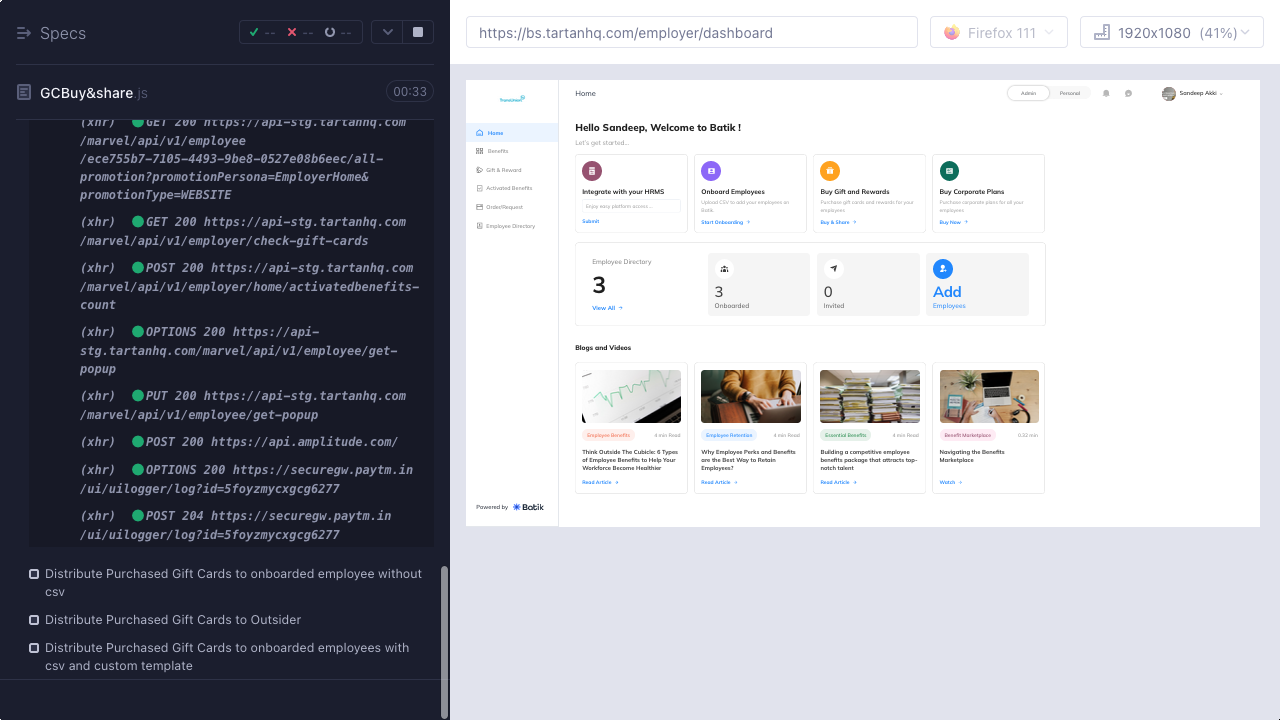 Specs
-- -- --
GCBuy&share.js
00:33
(xhr) GET 200 https://api-stg.tartanhq.com
/marvel/api/v1/employee
(xhr) POST 200 https://api-stg.tartanhq.com
/marvel/api/v1/employer/check-gift-cards
(xhr) POST 200 https://api-stg.tartanhq.com
/marvel/api/v1/employer/home/activatedbenefits-
count
(xhr) OPTIONS 200 https://api-
stg.tartanhq.com/marvel/api/v1/employee/get-
popup
(xhr) PUT 200 https://api-stg.tartanhq.com
/marvel/api/v1/employee/get-popup
(xhr) POST 200 https://api.amplitude.com/
(xhr) OPTIONS 200 https://securegw.paytm.in
/ui/uilogger/log?id=5foyzmycxgcg6277
(xhr) POST 204 https://securegw.paytm.in
/ui/uilogger/log?id=5foyzmycxgcg6277
Distribute Purchased Gift Cards to onboarded employee without
csv
Distribute Purchased Gift Cards to Outsider
Distribute Purchased Gift Cards to onboarded employees with
csv and custom template
https://bs.tartanhq.com/employer/dashboard
Firefox 111
1920x1080 (41%)
TransUnion
Home
Benefits
Gift & Reward
Activated Benefits
Order/Request
Employee Directory
Powered by Batik
Home
Admin Personal
Sandeep Akki
Hello Sandeep, Welcome to Batik !
Let's get started...
Integrate with your HRMS
Enjoy easy platform access ...
Submit
Onboard Employees
Upload CSV to add your employees on
Batik
Start Onboarding →
Buy Gift and Rewards
Purchase gift cards and rewards for your
employees
Buy & Share →
Buy Corporate Plans
Purchase corporate plans for all your
employees
Buy Now →
Employee Directory
3
View All →
3
Onboarded
0
Invited
Add
Employees
Blogs and Videos
Employee Benefits 4 min Read
Think Outside The Cubicle: 6 Types
of Employee Benefits to Help Your
Workforce Become Healthier
Read Article →
Employee Retention 4 min Read
Why Employee Perks and Benefits
are the Best Way to Retain
Employees?
Read Article →
Essential Benefits 4 min Read
Building a competitive employee
benefits package that attracts top-
notch talent
Read Article →
Benefit Marketplace 0:32 min
Navigating the Benefits
Marketplace
Watch →